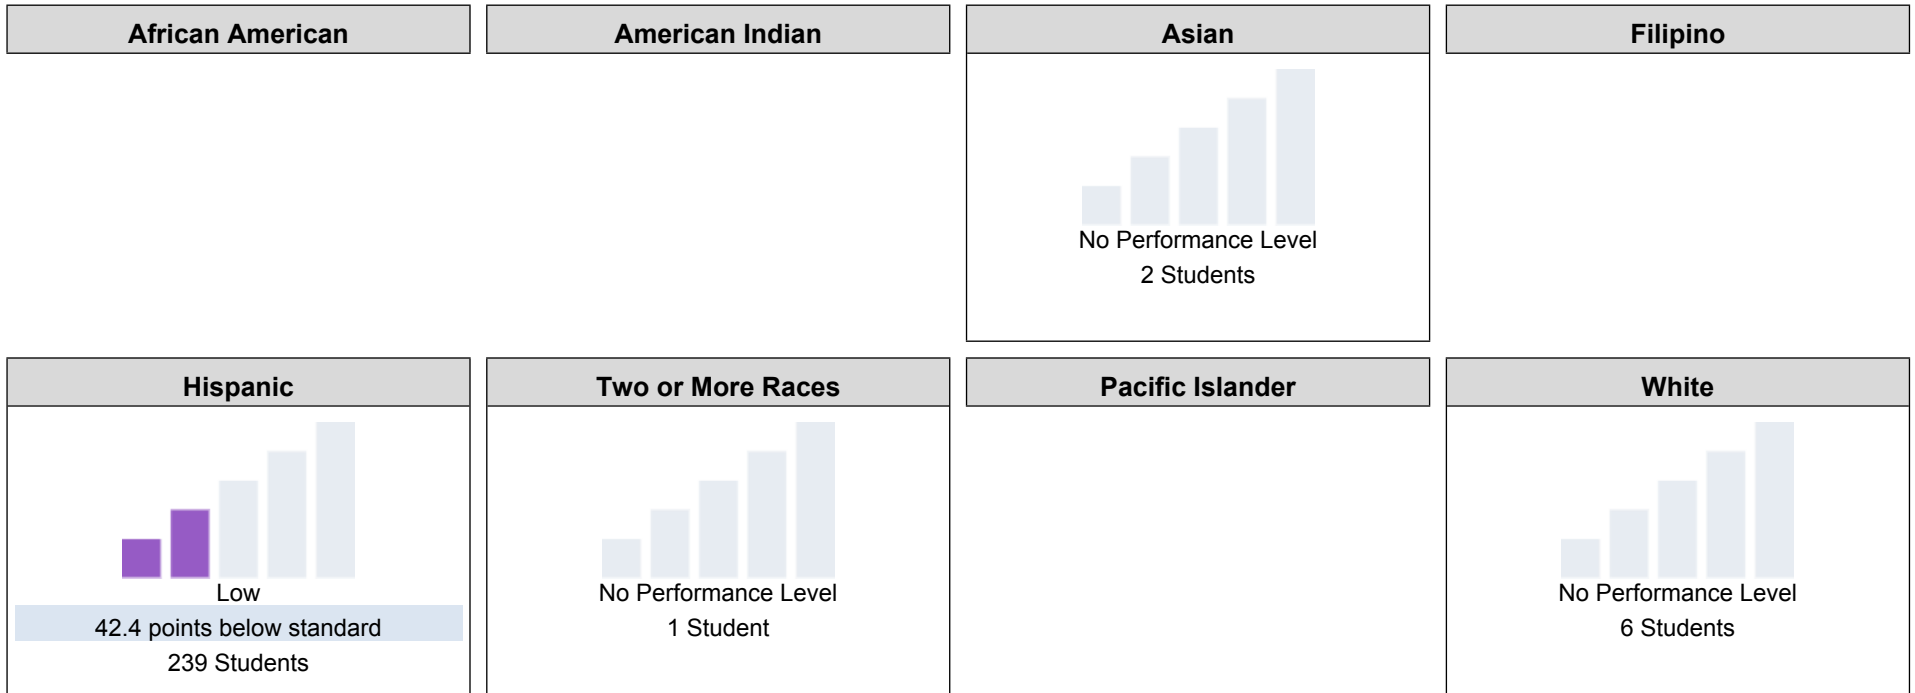 African American
American Indian
Asian
Filipino
No Performance Level
2 Students
Hispanic
Two or More Races
Pacific Islander
White
Low
42.4 points below standard
239 Students
No Performance Level
1 Student
No Performance Level
6 Students